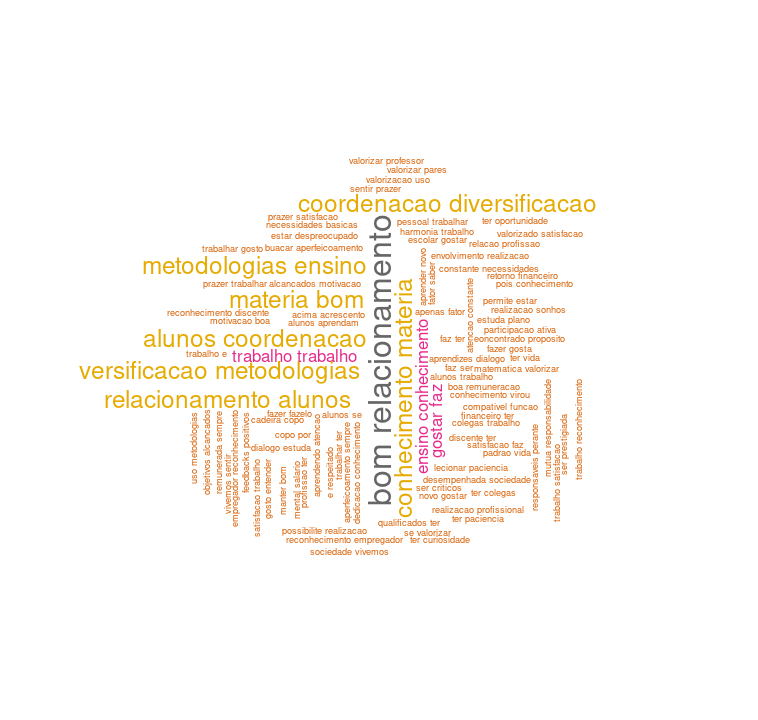 valorizar professor
valorizar pares
valorizacao uso
sentir prazer
coordenacao diversificacao
prazer satisfacao
necessidades basicas
estar despreocupado
trabalhar gosto
buacar aperfeicoamento
metodologias ensino
prazer trabalhar
alcancados motivacao
materia bom
reconhecimento discente
acima acrescento
motivacao boa
alunos aprendam
alunos coordenacao
trabalho e
trabalho trabalho
versificacao metodologias
relacionamento alunos
bom relacionamento
conhecimento materia
ensino conhecimento
gostar faz
pessoal trabalhar
ter oportunidade
harmonia trabalho
valorizado satisfacao
escolar gostar
relacao profissao
aprender novo
fator saber
envolvimento realizacao
constante necessidades
retorno financeiro
pois conhecimento
atencao constante
permite estar
apenas fator
realizacao sonhos
estuda plano
participacao ativa
faz ter
eoncontrado proposito
fazer gosta
aprendizes dialogo
ter vida
faz ser
matematica valorizar
alunos trabalho
boa remuneracao
conhecimento virou
compativel funcao
financeiro ter
colegas trabalho
discente ter
satisfacao faz
padrao vida
lecionar paciencia
desempenhada sociedade
ser criticos
novo gostar
ter colegas
realizacao profissional
ter paciencia
qualificados ter
se valorizar
ter curiosidade
responsaveis perante
mutua responsabilidade
trabalho satisfacao
ser prestigiada
trabalho reconhecimento
uso metodologias
objetivos alcancados
remunerada sempre
vivemos sentir
empregador reconhecimento
feedbacks positivos
satisfacao trabalho
gosto entender
fazer fazelo
cadeira copo
copo por
dialogo estuda
manter bom
mental salario
profissao ter
aprendendo atencao
alunos se
e respeitado
trabalhar ter
aperfeicoamento sempre
dedicacao conhecimento
possibilite realizacao
reconhecimento empregador
sociedade vivemos